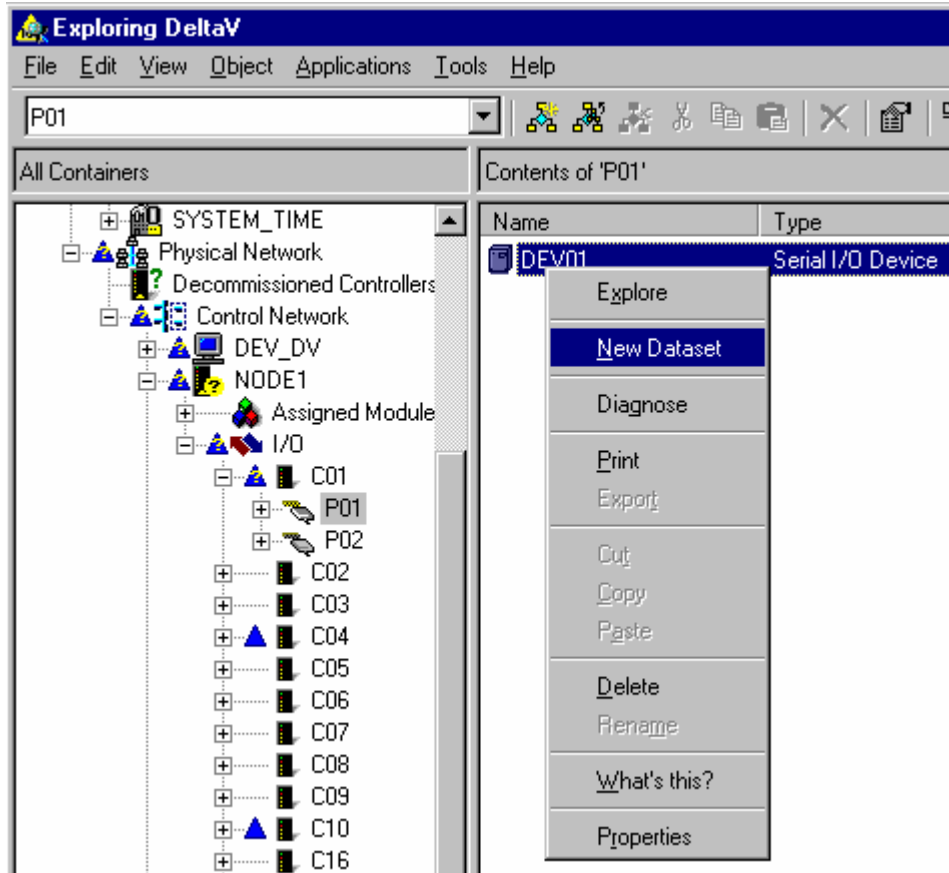 Exploring DeltaV
File Edit View Object Applications Tools Help
P01
All Containers
Contents of 'P01'
SYSTEM_TIME
Physical Network
Decommissioned Controllers
Control Network
DEV_DV
NODE1
Assigned Module
I/O
C01
P01
P02
C02
C03
C04
C05
C06
C07
C08
C09
C10
C16
Name Type
DEV01 Serial I/O Device
Explore
New Dataset
Diagnose
Print
Export
Cut
Copy
Paste
Delete
Rename
What's this?
Properties